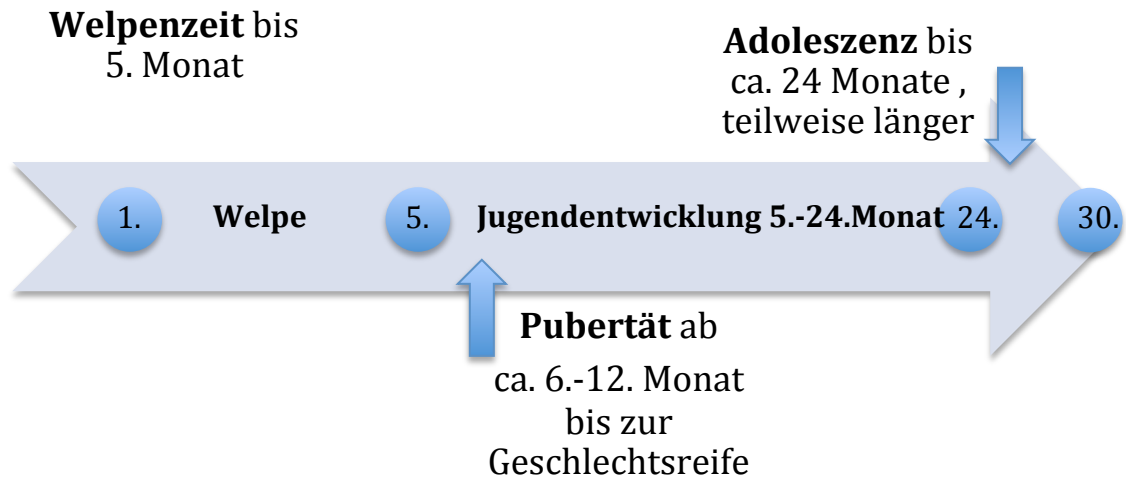 Welpenzeit bis
5. Monat
Adoleszenz bis
ca. 24 Monate ,
teilweise länger
1. Welpe 5. Jugendentwicklung 5.-24.Monat 24. 30.
Pubertät ab
ca. 6.-12. Monat
bis zur
Geschlechtsreife